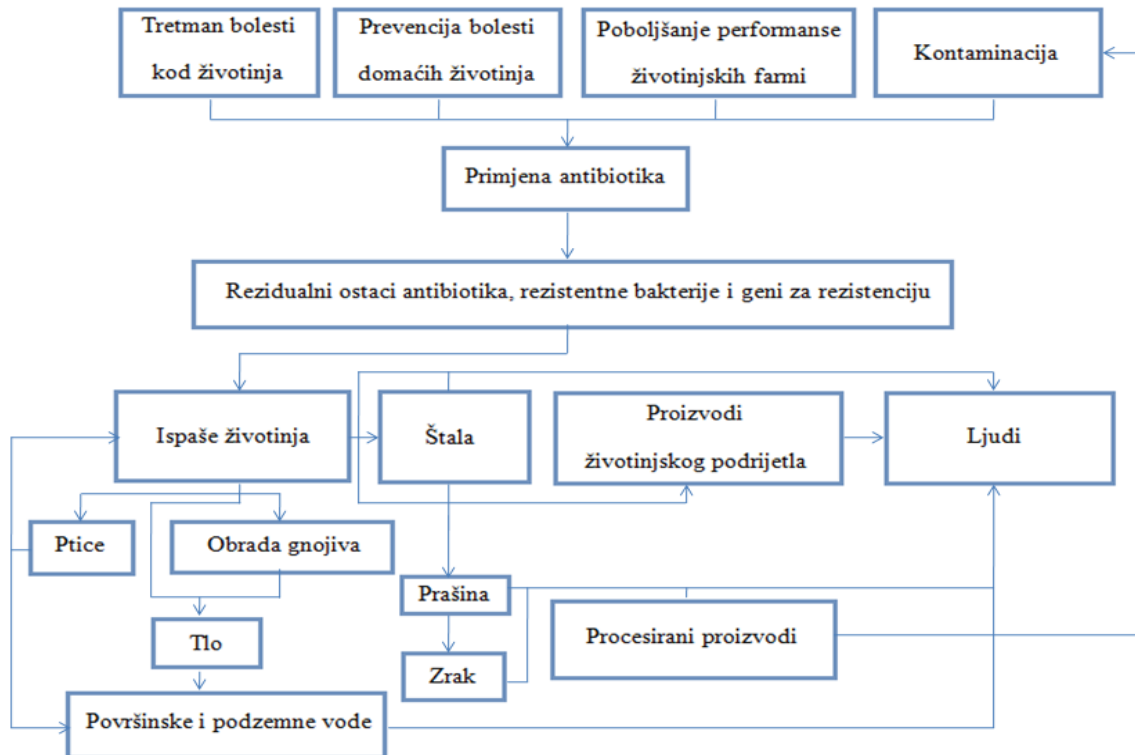 Tretman bolesti
kod životinja
Prevencija bolesti
domaćih životinja
Poboljšanje performanse
životinjskih farmi
Kontaminacija
Primjena antibiotika
Rezidualni ostaci antibiotika, rezistentne bakterije i geni za rezistenciju
Ispaše životinja
Štala
Proizvodi
životinjskog podrijetla
Ljudi
Ptice
Obrada gnojiva
Prašina
Tlo
Procesirani proizvodi
Zrak
Površinske i podzemne vode